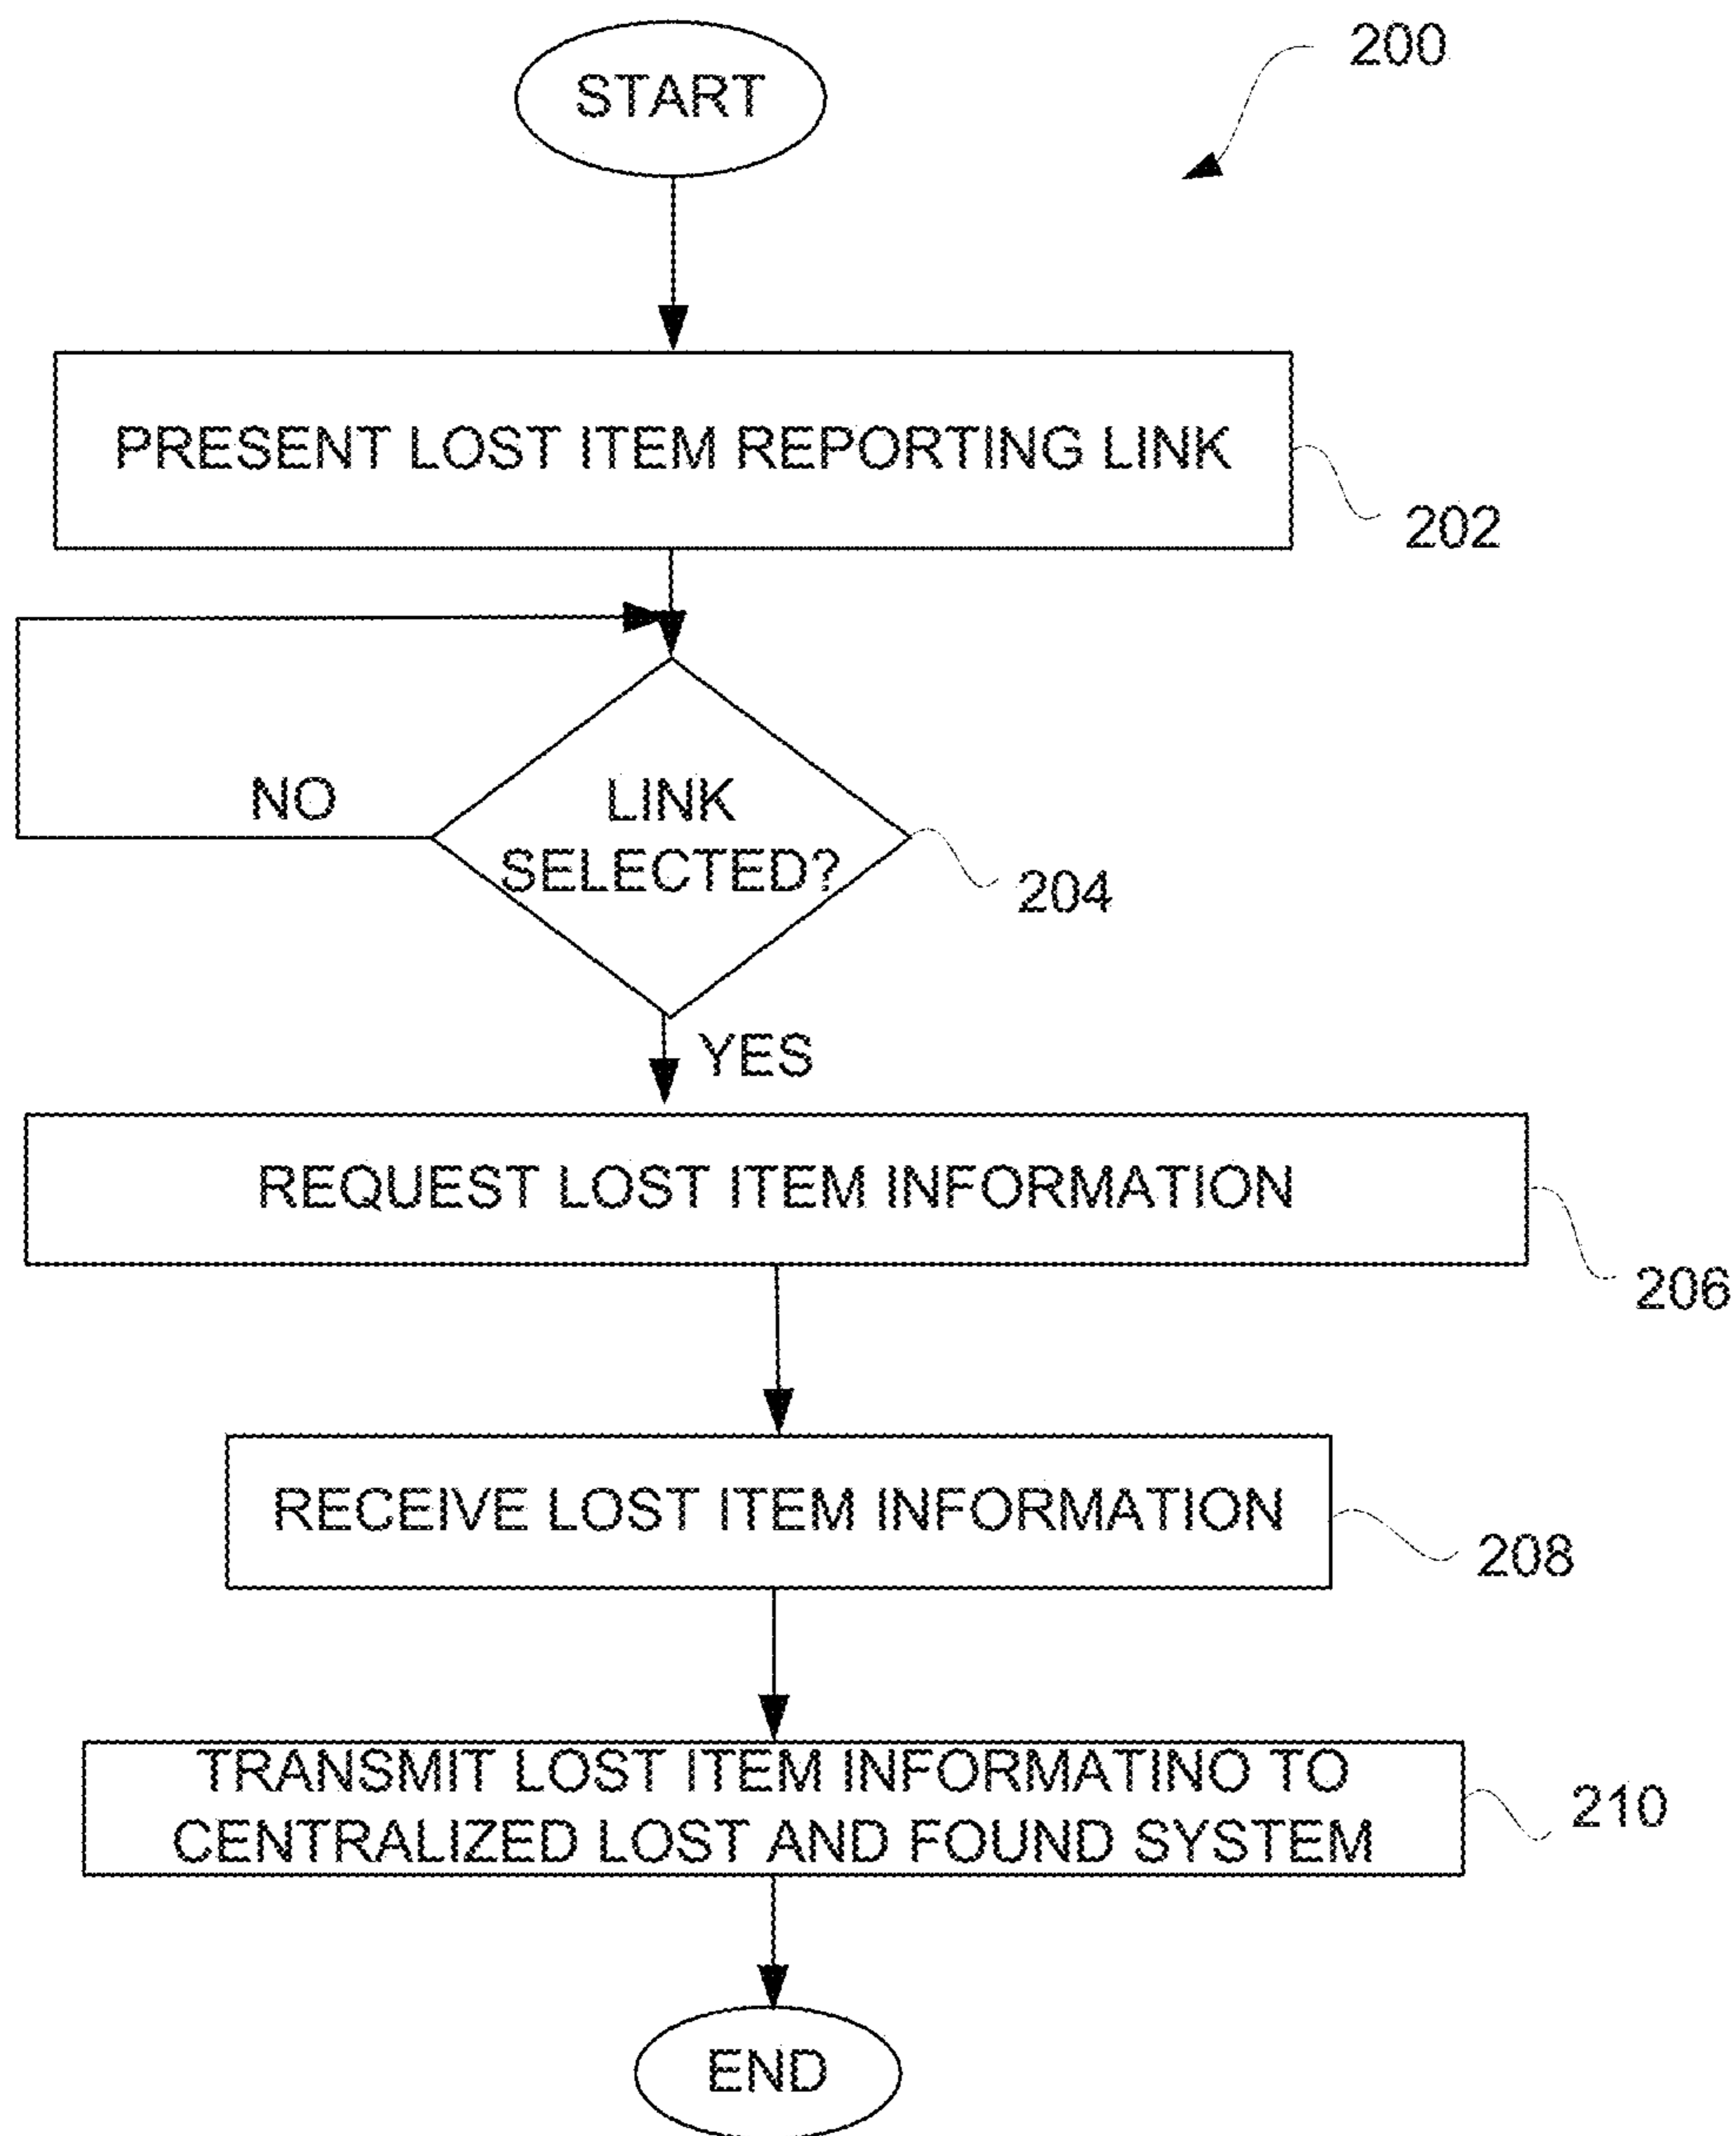 START
200
PRESENT LOST ITEM REPORTING LINK
202
NO
LINK
SELECTED?
204
YES
REQUEST LOST ITEM INFORMATION
206
RECEIVE LOST ITEM INFORMATION
208
TRANSMIT LOST ITEM INFORMATINO TO
CENTRALIZED LOST AND FOUND SYSTEM
210
END